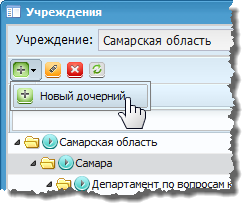 Учреждения
Учреждение: Самарская область
Новый дочерний
Самарская область
Самара
Департамент по вопросам